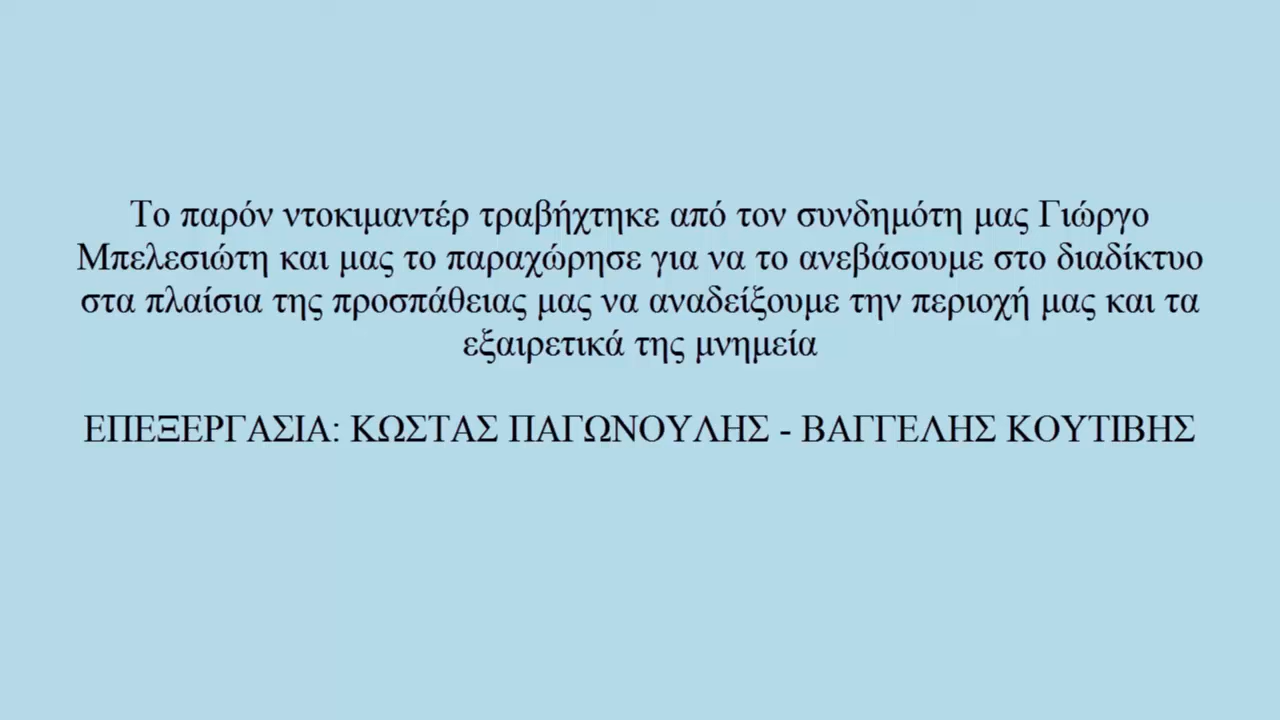 Το παρόν ντοκιμαντέρ τραβήχτηκε από τον συνδημότη μας Γιώργο
Μπελεσιώτη και μας το παραχώρησε για να το ανεβάσουμε στο διαδίκτυο
στα πλαίσια της προσπάθειας μας να αναδείξουμε την περιοχή μας και τα
εξαιρετικά της μνημεία
ΕΠΕΞΕΡΓΑΣΙΑ: ΚΩΣΤΑΣ ΠΑΓΩΝΟΥΛΗΣ - ΒΑΓΓΕΛΗΣ ΚΟΥΤΙΒΗΣ